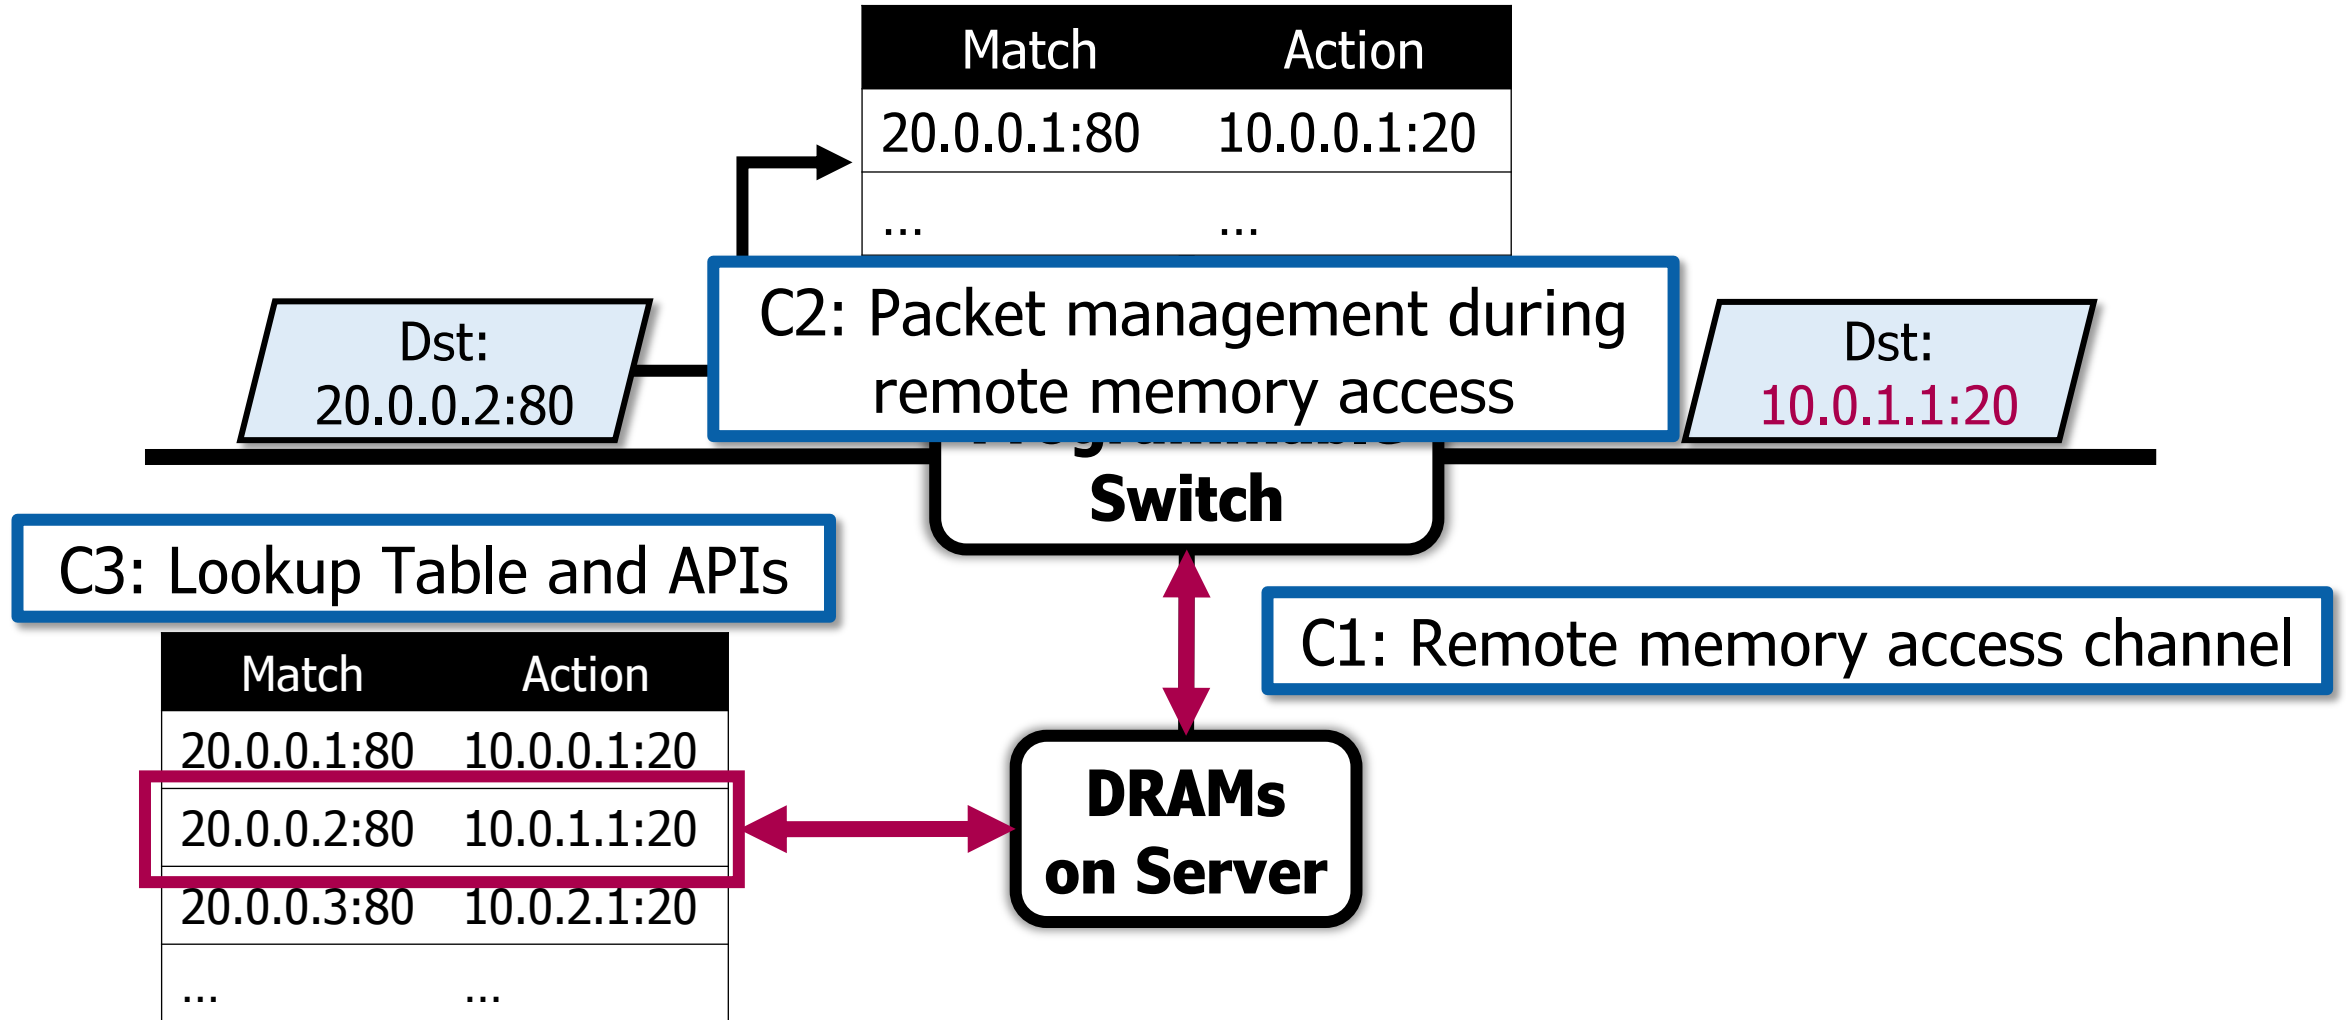 Match Action
20.0.0.1:80 10.0.0.1:20
... ...
C2: Packet management during
remote memory access
Dst:
20.0.0.2:80
Dst:
10.0.1.1:20
Switch
C3: Lookup Table and APIs
C1: Remote memory access channel
Match Action
20.0.0.1:80 10.0.0.1:20
20.0.0.2:80 10.0.1.1:20
20.0.0.3:80 10.0.2.1:20
... ...
DRAMs
on Server